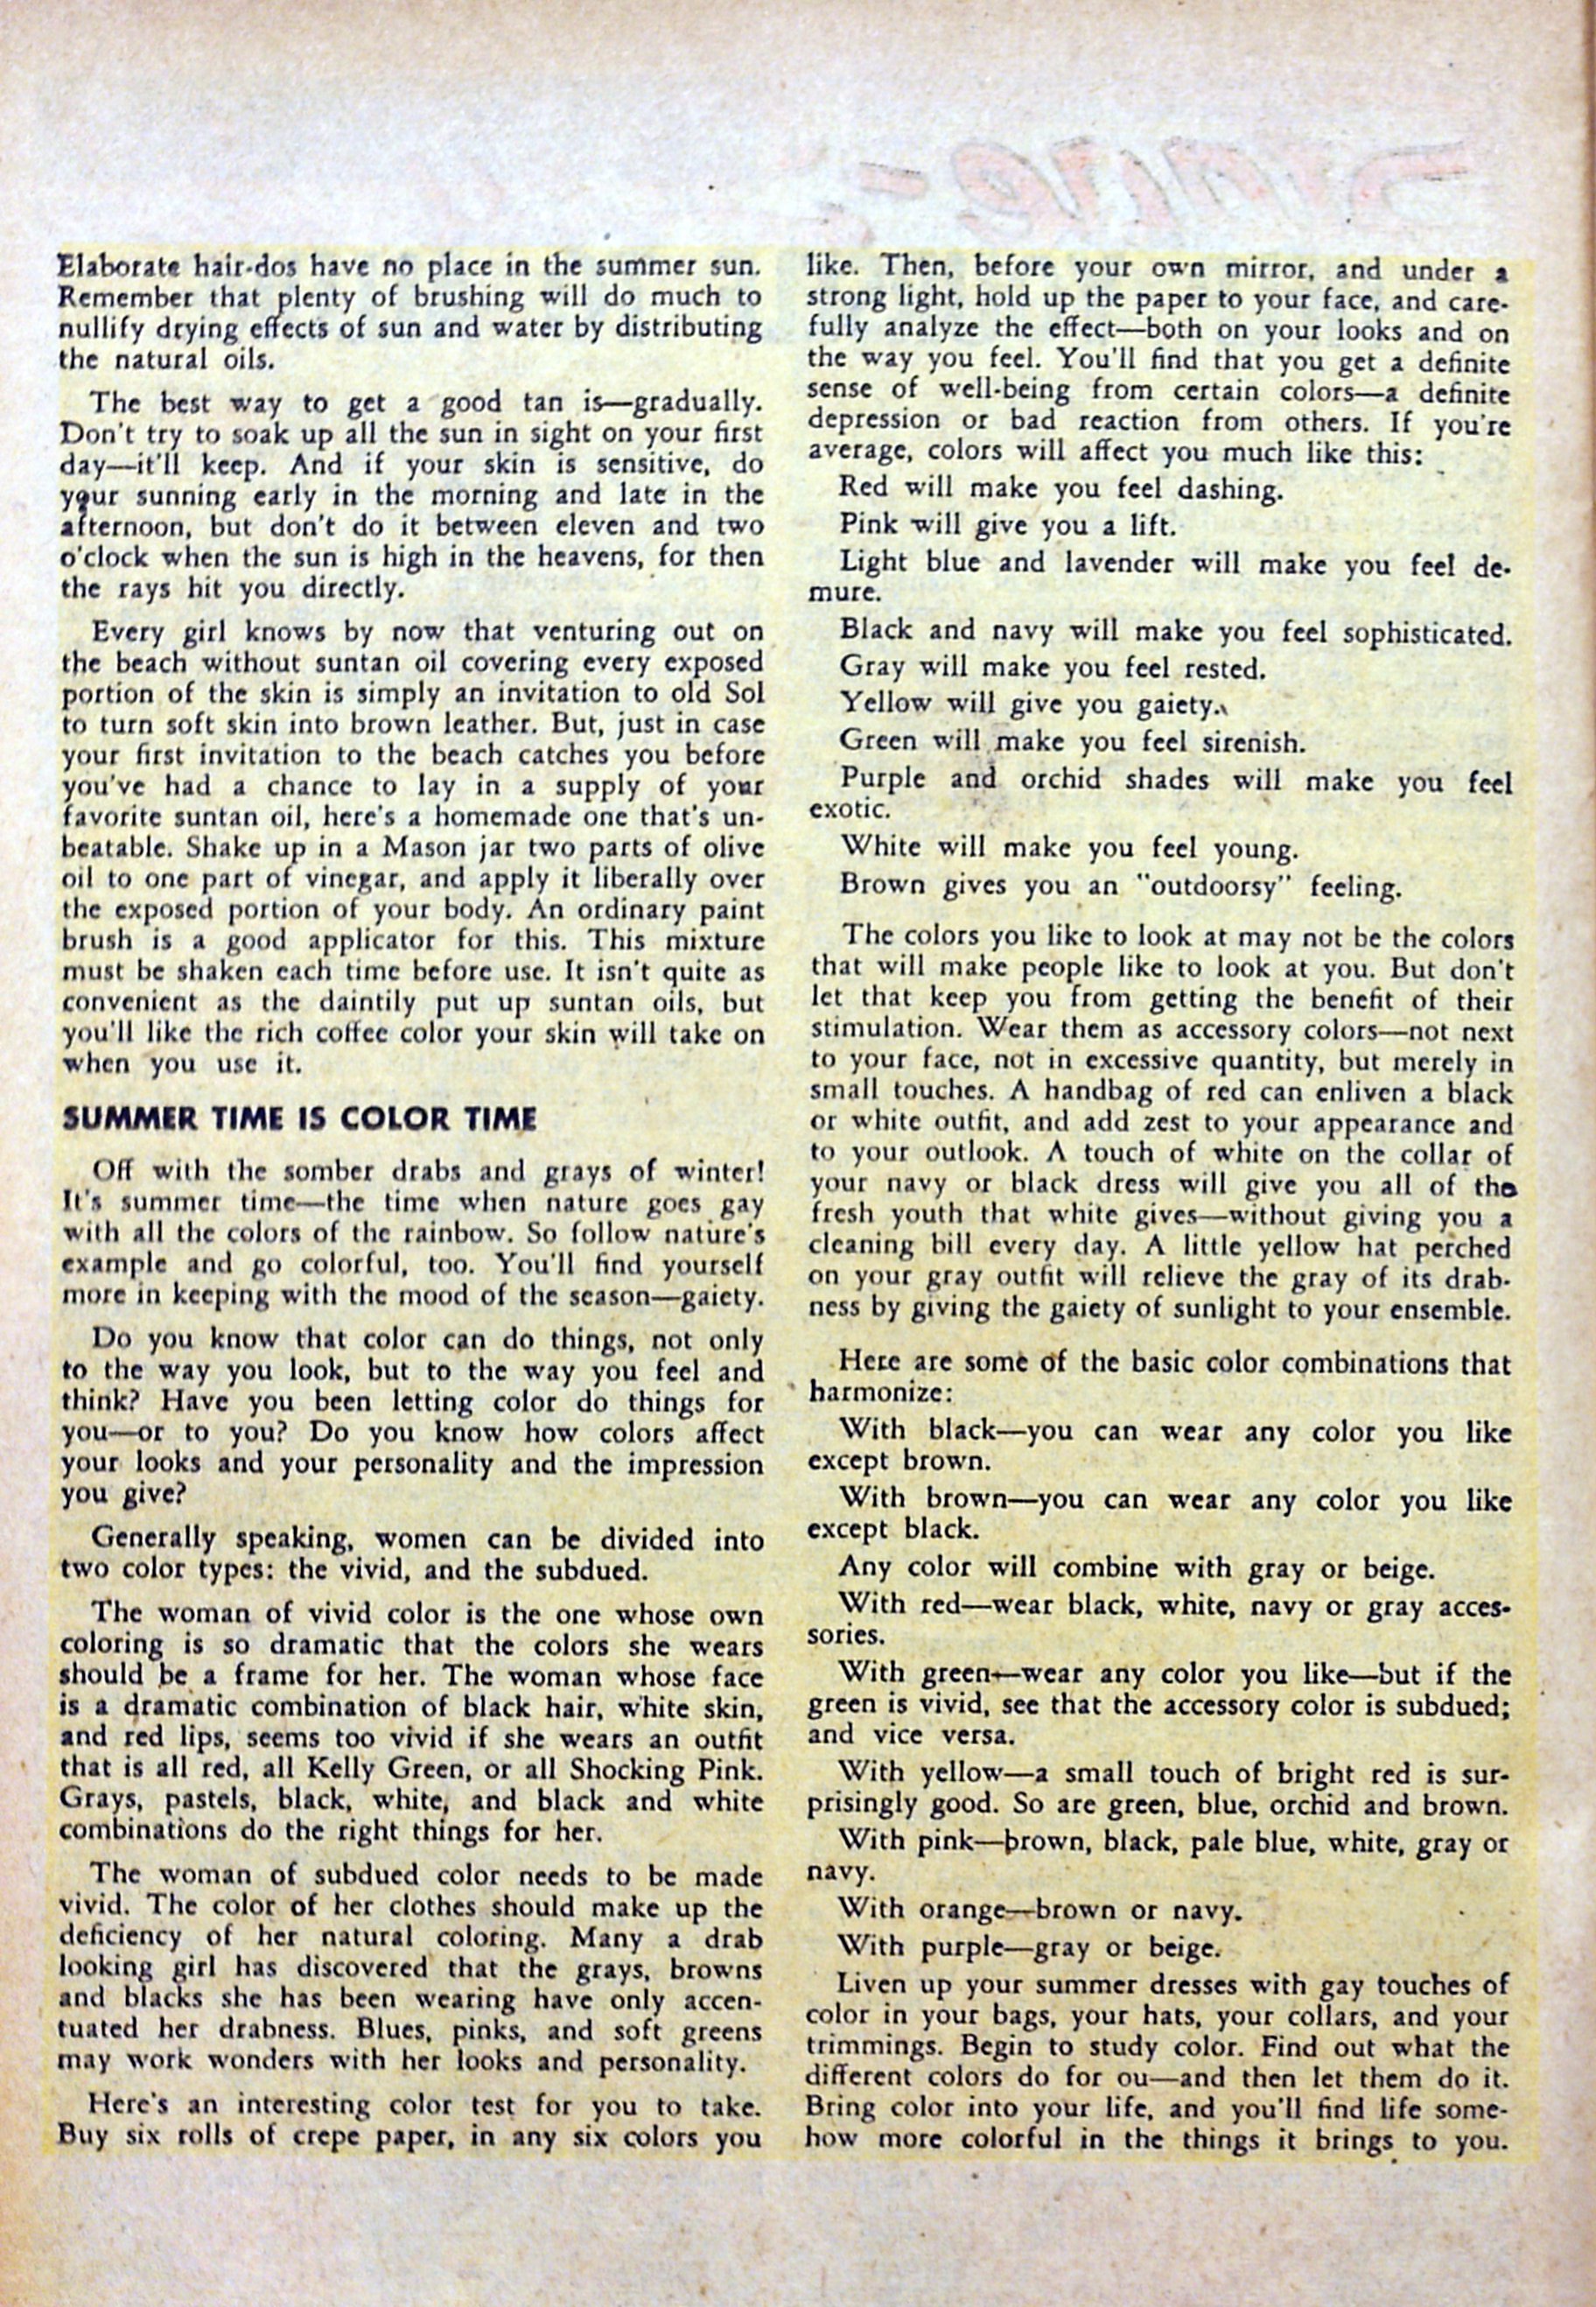 Elaborate hair-dos have no place in the summer sun.
Remember that plenty of brushing will do much to
nullify drying effects of sun and water by distributing
the natural oils.
The best way to get a good tan is—gradually.
Don't try to soak up all the sun in sight on your first
day—it'll keep. And if your skin is sensitive, do
your sunning early in the morning and late in the
afternoon, but don't do it between eleven and two
o'clock when the sun is high in the heavens, for then
the rays hit you directly.
Every girl knows by now that venturing out on
the beach without suntan oil covering every exposed
portion of the skin is simply an invitation to old Sol
to turn soft skin into brown leather. But, just in case
your first invitation to the beach catches you before
you've had a chance to lay in a supply of your
favorite suntan oil, here's a homemade one that's un-
beatable. Shake up in a Mason jar two parts of olive
oil to one part of vinegar, and apply it liberally over
the exposed portion of your body. An ordinary paint
brush is a good applicator for this. This mixture
must be shaken each time before use. It isn't quite as
convenient as the daintily put up suntan oils, but
you'll like the rich coffee color your skin will take on
when you use it.
SUMMER TIME IS COLOR TIME
Off with the somber drabs and grays of winter!
It's summer time—the time when nature goes gay
with all the colors of the rainbow. So follow nature's
example and go colorful, too. You'll find yourself
more in keeping with the mood of the season—gaiety.
Do you know that color can do things, not only
to the way you look, but to the way you feel and
think? Have you been letting color do things for
you—or to you? Do you know how colors affect
your looks and your personality and the impression
you give?
Generally speaking, women can be divided into
two color types: the vivid, and the subdued.
The woman of vivid color is the one whose own
coloring is so dramatic that the colors she wears
should be a frame for her. The woman whose face
is a dramatic combination of black hair, white skin,
and red lips, seems too vivid if she wears an outfit
that is all red, all Kelly Green, or all Shocking Pink.
Grays, pastels, black, white, and black and white
combinations do the right things for her.
The woman of subdued color needs to be made
vivid. The color of her clothes should make up the
deficiency of her natural coloring. Many a drab
looking girl has discovered that the grays, browns
and blacks she has been wearing have only accen-
tuated her drabness. Blues, pinks, and soft greens
may work wonders with her looks and personality.
Here's an interesting color test for you to take.
Buy six rolls of crepe paper, in any six colors you
like. Then, before your own mirror, and under a
strong light, hold up the paper to your face, and care-
fully analyze the effect—both on your looks and on
the way you feel. You'll find that you get a definite
sense of well-being from certain colors—a definite
depression or bad reaction from others. If you're
average, colors will affect you much like this:
Red will make you feel dashing.
Pink will give you a lift.
Light blue and lavender will make you feel de-
mure.
Black and navy will make you feel sophisticated.
Gray will make you feel rested.
Yellow will give you gaiety.
Green will make you feel sirenish.
Purple and orchid shades will make you feel
exotic.
White will make you feel young.
Brown gives you an "outdoorsy" feeling.
The colors you like to look at may not be the colors
that will make people like to look at you. But don't
let that keep you from getting the benefit of their
stimulation. Wear them as accessory colors—not next
to your face, not in excessive quantity, but merely in
small touches. A handbag of red can enliven a black
or white outfit, and add zest to your appearance and
to your outlook. A touch of white on the collar of
your navy or black dress will give you all of the
fresh youth that white gives—without giving you a
cleaning bill every day. A little yellow hat perched
on your gray outfit will relieve the gray of its drab-
ness by giving the gaiety of sunlight to your ensemble.
Here are some of the basic color combinations that
harmonize:
With black—you can wear any color you like
except brown.
With brown—you can wear any color you like
except black.
Any color will combine with gray or beige.
With red—wear black, white, navy or gray acces-
sories.
With green—wear any color you like—but if the
green is vivid, see that the accessory color is subdued;
and vice versa.
With yellow—a small touch of bright red is sur-
prisingly good. So are green, blue, orchid and brown.
With pink—brown, black, pale blue, white, gray or
navy.
With orange—brown or navy.
With purple—gray or beige.
Liven up your summer dresses with gay touches of
color in your bags, your hats, your collars, and your
trimmings. Begin to study color. Find out what the
different colors do for ou—and then let them do it.
Bring color into your life, and you'll find life some-
how more colorful in the things it brings to you.